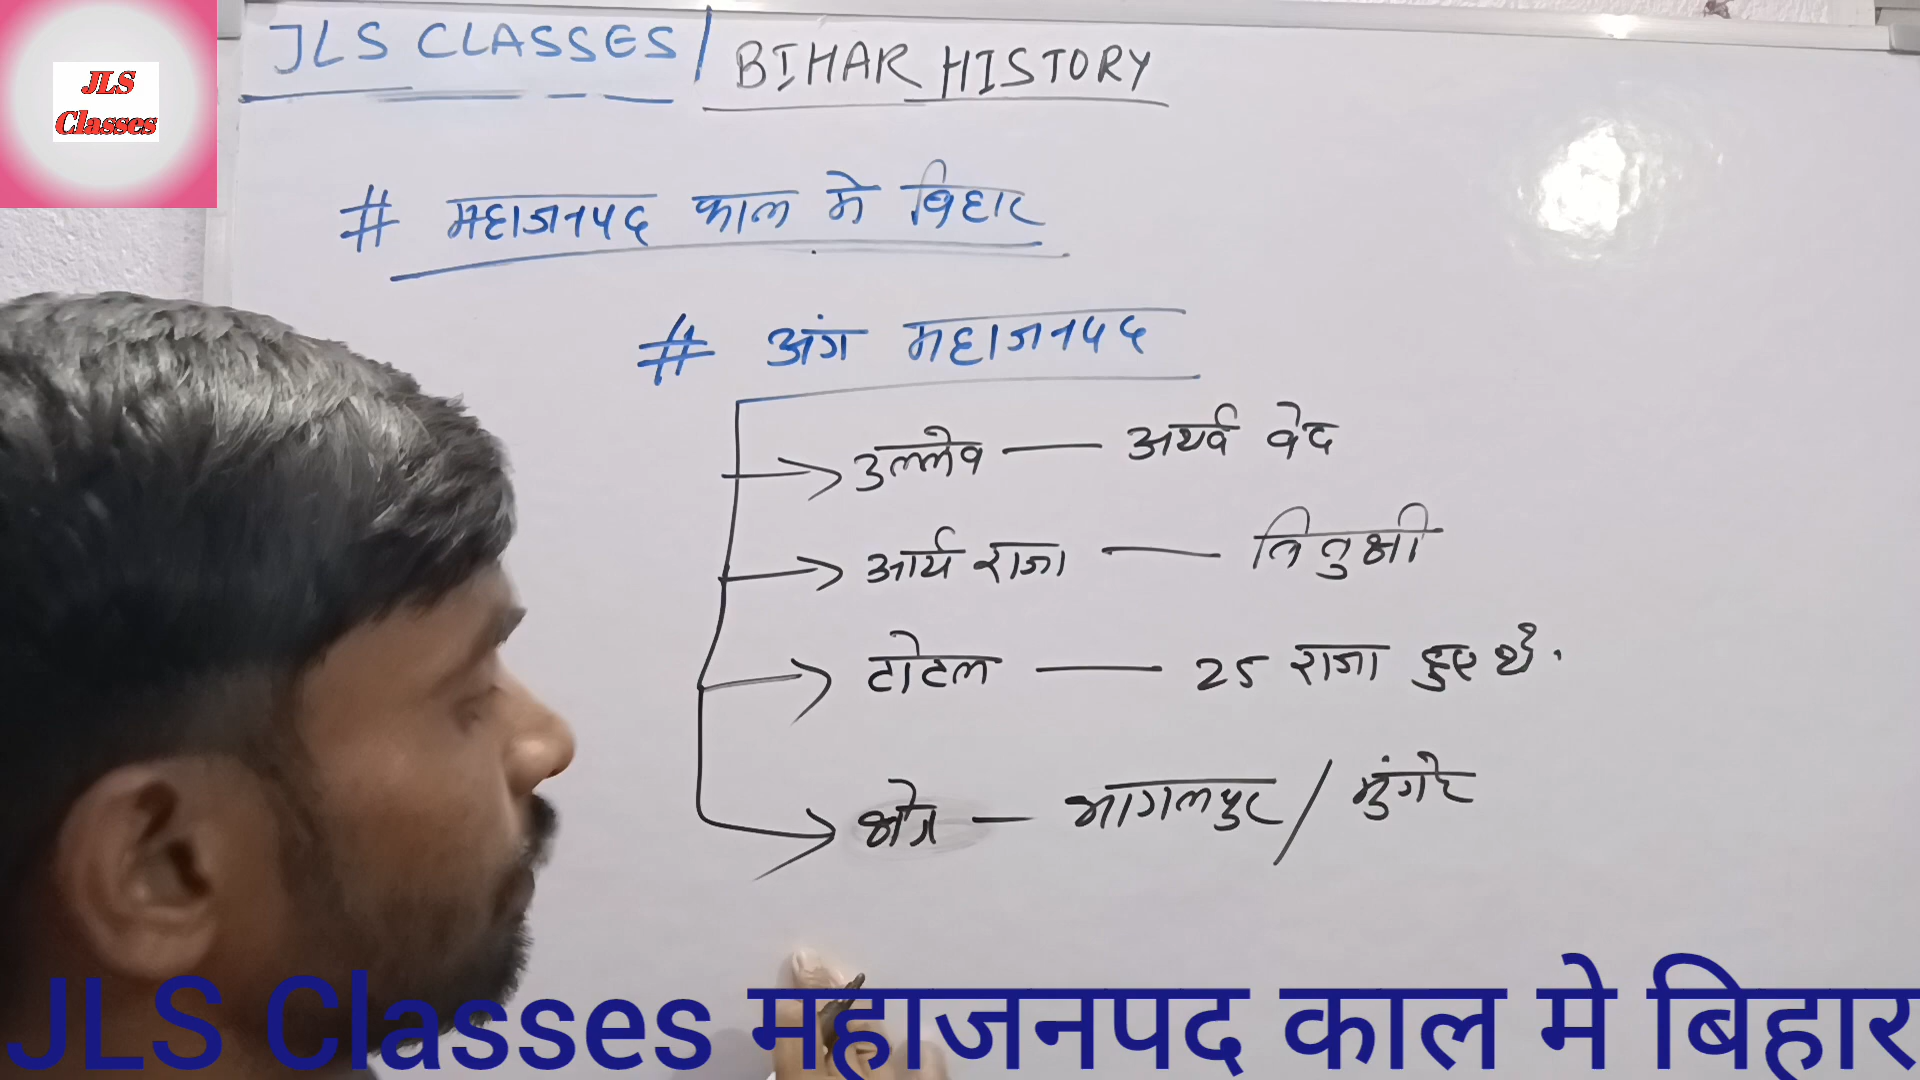 JLS
Classes
JLS CLASSES / BIHAR HISTORY
# महाजनपद काल मे बिहार
# अंग महाजनपद
उल्लेख — अथर्व वेद
आर्य राजा — तितुक्षी
टोटल — 25 राजा हुए थे.
क्षेत्र — भागलपुर / मुंगेर
JLS Classes महाजनपद काल मे बिहार